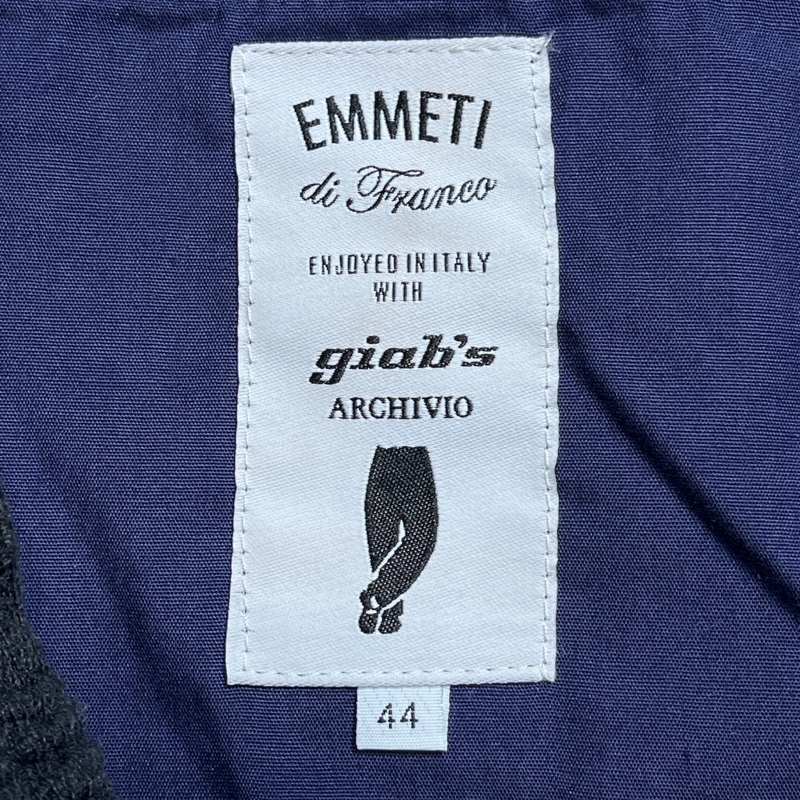 EMMETI
di Franco
ENJOYED IN ITALY
WITH
giab's
ARCHIVIO
44